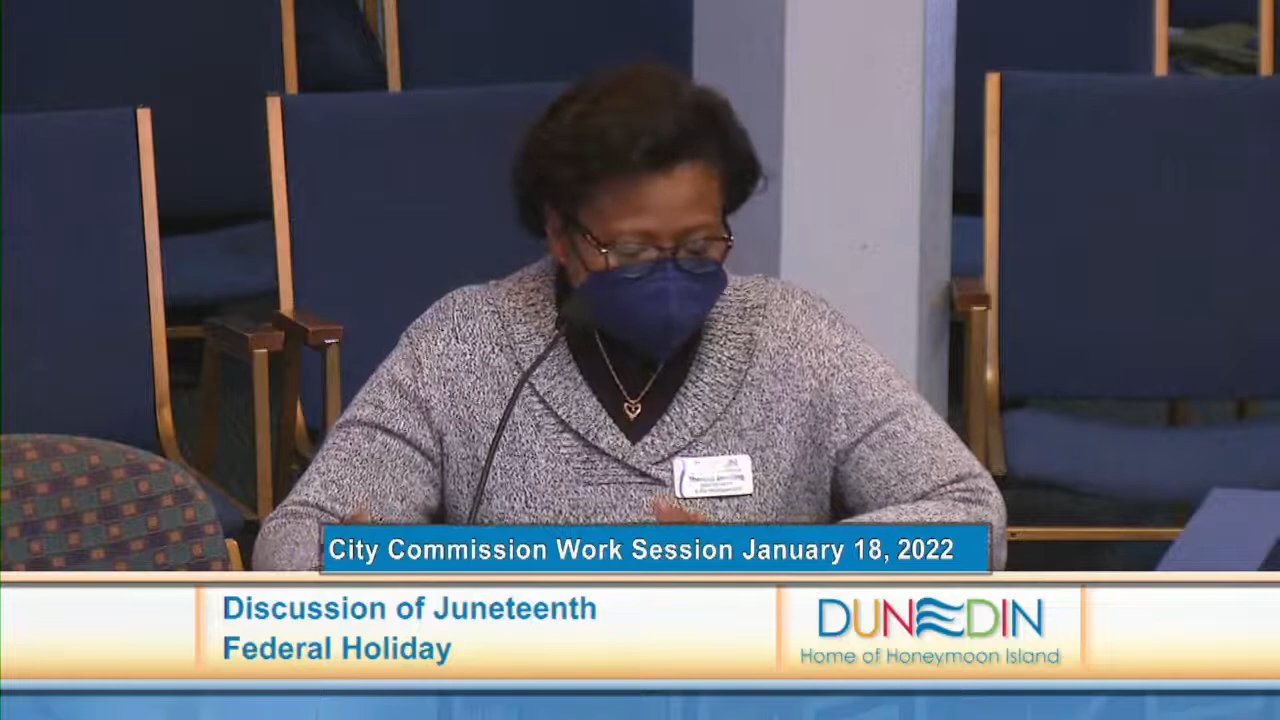 City Commission Work Session January 18, 2022
Discussion of Juneteenth
Federal Holiday
DUNEDIN
Home of Honeymoon Island